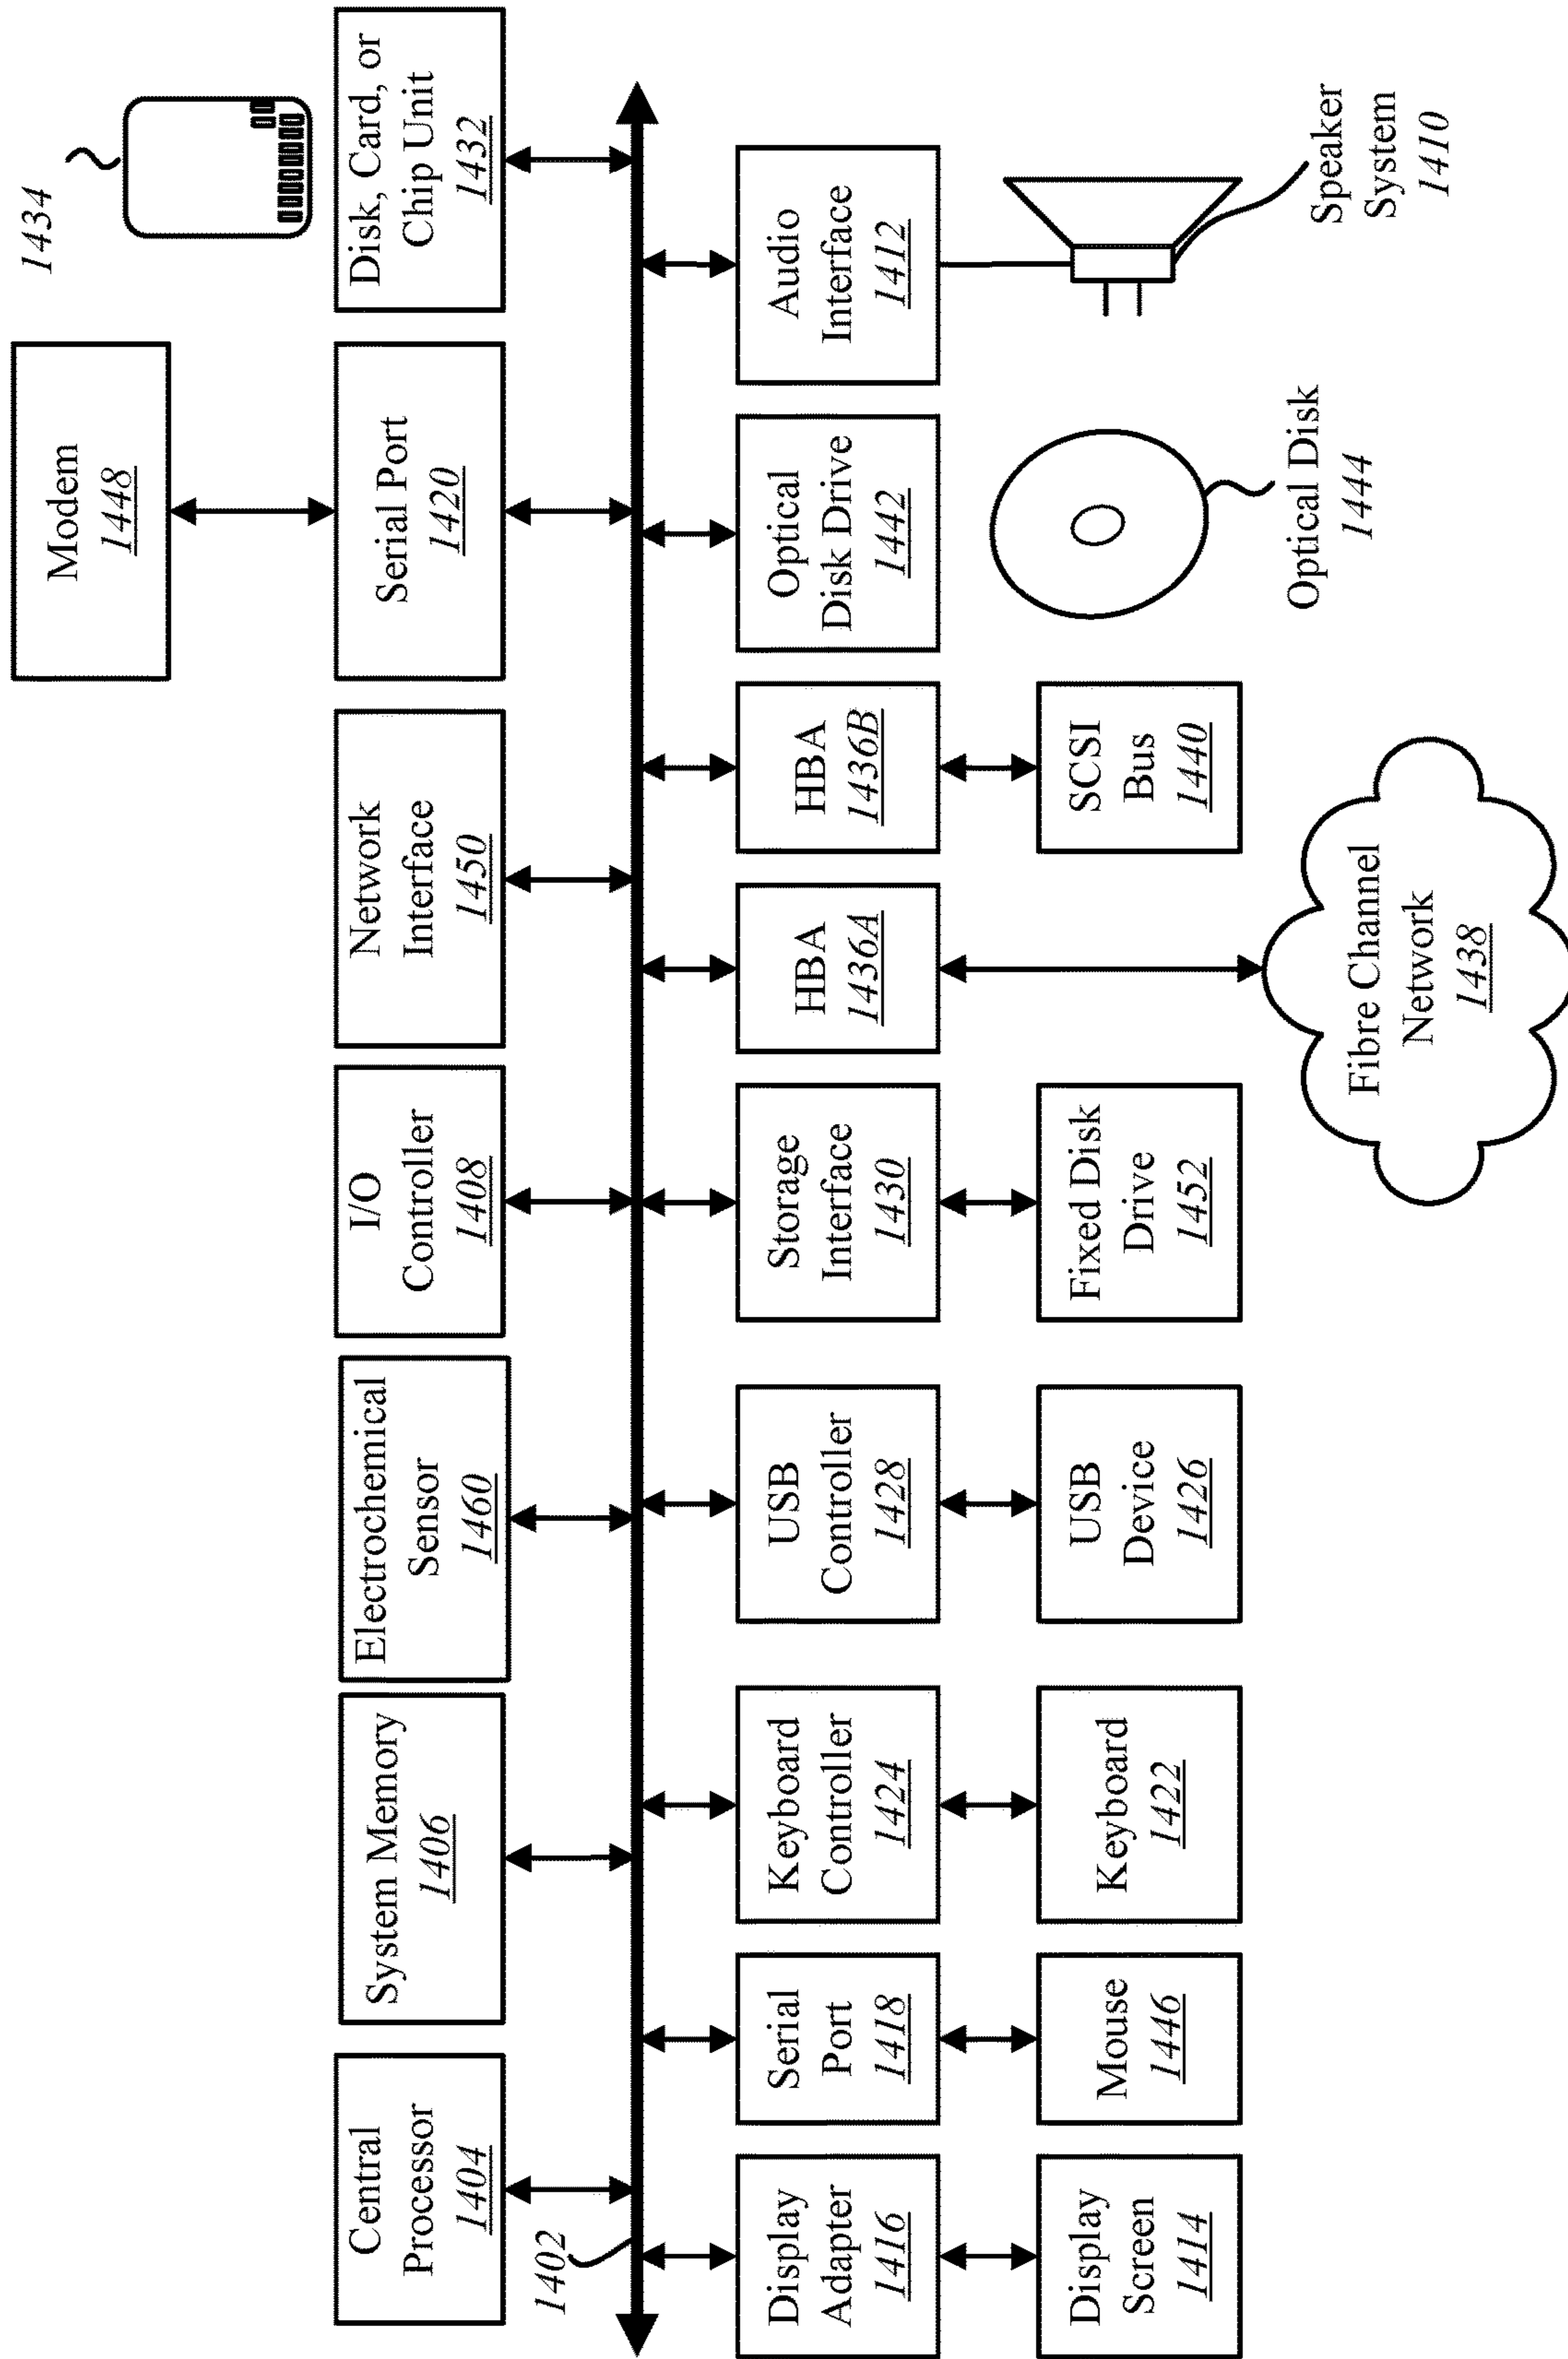 1434
Modem
1448
Central
Processor
1404
System Memory
1406
Electrochemical
Sensor
1460
I/O
Controller
1408
Network
Interface
1450
Serial Port
1420
Disk, Card, or
Chip Unit
1432
1402
Display
Adapter
1416
Serial
Port
1418
Keyboard
Controller
1424
USB
Controller
1428
Storage
Interface
1430
HBA
1436A
HBA
1436B
Optical
Disk Drive
1442
Audio
Interface
1412
Display
Screen
1414
Mouse
1446
Keyboard
1422
USB
Device
1426
Fixed Disk
Drive
1452
SCSI
Bus
1440
Optical Disk
1444
Speaker
System
1410
Fibre Channel
Network
1438